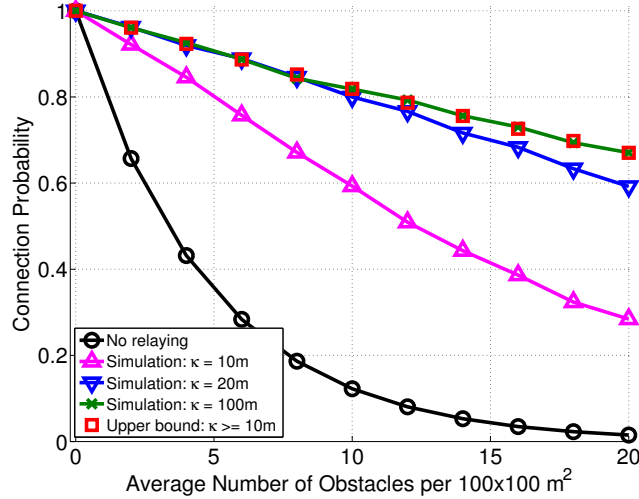 1
0.8
0.6
0.4
0.2
0
Connection Probability
No relaying
Simulation: κ = 10m
Simulation: κ = 20m
Simulation: κ = 100m
Upper bound: κ >= 10m
0 5 10 15 20
Average Number of Obstacles per 100x100 m²